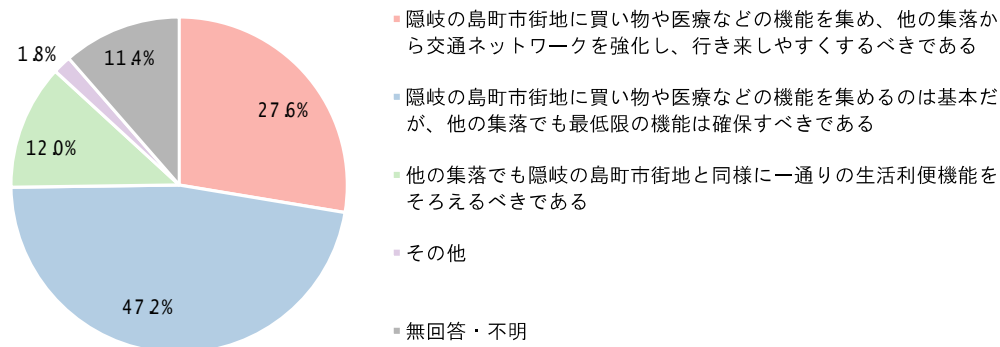 11.4%
1.8%
27.6%
12.0%
47.2%
隠岐の島町市街地に買い物や医療などの機能を集め、他の集落か
ら交通ネットワークを強化し、行き来しやすくするべきである
隠岐の島町市街地に買い物や医療などの機能を集めるのは基本だ
が、他の集落でも最低限の機能は確保すべきである
他の集落でも隠岐の島町市街地と同様に一通りの生活利便機能を
そろえるべきである
その他
無回答・不明